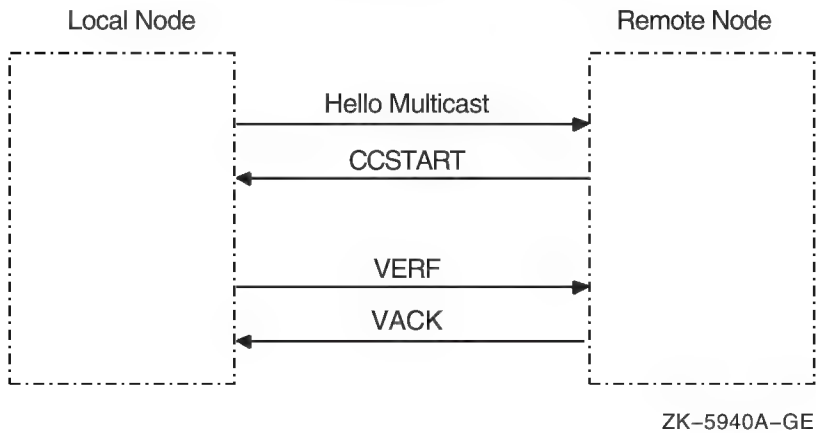 Local Node
Remote Node
Hello Multicast
CCSTART
VERF
VACK
ZK–5940A–GE